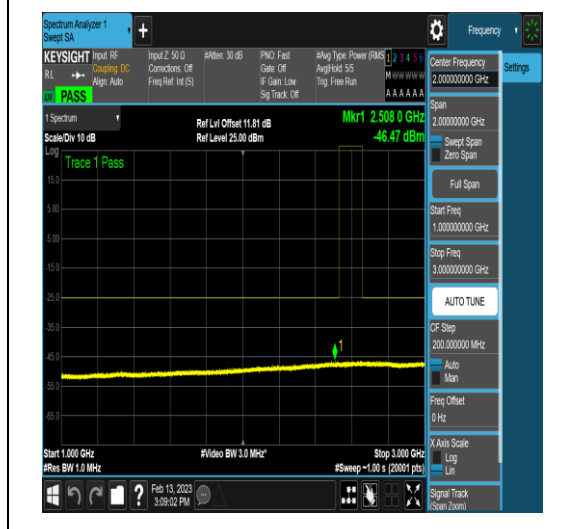 Spectrum Analyzer 1
Swept SA
+
Frequency
KEYSIGHT
Input: RF
Input Z: 50 Ω
#Atten: 30 dB
PNO: Fast
#Avg Type: Power (RMS
1 2 3 4 5 6
RL
Coupling: DC
Corrections: Off
Gate: Off
Avg|Hold: 5/5
M W W W W W
Align: Auto
Freq Ref: Int (S)
IF Gain: Low
Trig: Free Run
Sig Track: Off
A A A A A A
PASS
Center Frequency
2.000000000 GHz
Settings
1 Spectrum
Ref Lvl Offset 11.81 dB
Mkr1 2.508 0 GHz
Scale/Div 10 dB
Ref Level 25.00 dBm
-46.47 dBm
Log
Trace 1 Pass
15.0
5.00
-5.00
-15.0
-25.0
-35.0
-45.0
-55.0
-65.0
1
Start 1.000 GHz
#Video BW 3.0 MHz*
Stop 3.000 GHz
#Res BW 1.0 MHz
#Sweep ~1.00 s (20001 pts)
Span
2.00000000 GHz
Swept Span
Zero Span
Full Span
Start Freq
1.000000000 GHz
Stop Freq
3.000000000 GHz
AUTO TUNE
CF Step
200.000000 MHz
Auto
Man
Freq Offset
0 Hz
X Axis Scale
Log
Lin
Signal Track
(Span Zoom)
?
Feb 13, 2023
3:09:02 PM